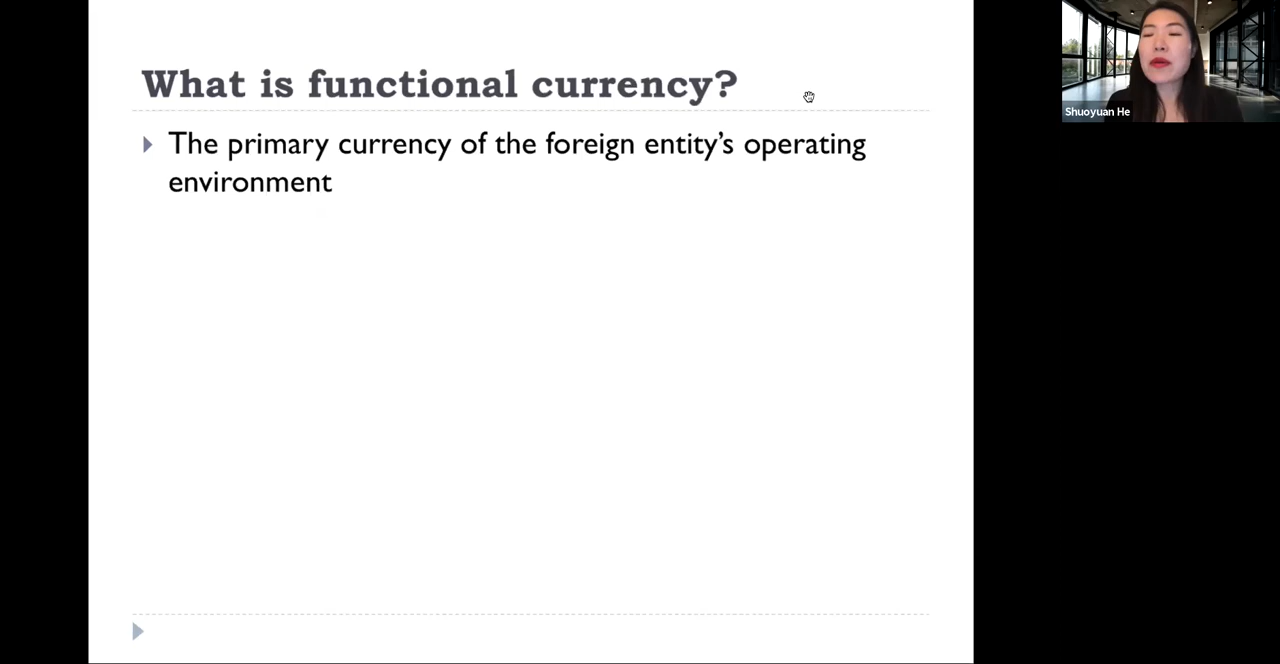 What is functional currency?
The primary currency of the foreign entity’s operating
environment
Shuoyuan He